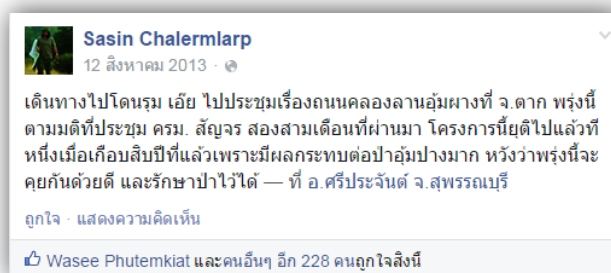 Sasin Chalermlarp
12 สิงหาคม 2013 ·
เดินทางไปโดนรุม เอ๊ย ไปประชุมเรื่องถนนคลองลานอุ้มผางที่ จ.ตาก พรุ่งนี้
ตามมติที่ประชุม ครม. สัญจร สองสามเดือนที่ผ่านมา โครงการนี้ยุติไปแล้วที
หนึ่งเมื่อเกือบสิบปีที่แล้วเพราะมีผลกระทบต่อป่าอุ้มปางมาก หวังว่าพรุ่งนี้จะ
คุยกันด้วยดี และรักษาป่าไว้ได้ — ที่ อ.ศรีประจันต์ จ.สุพรรณบุรี
ถูกใจ · แสดงความคิดเห็น
Wasee Phutemkiat และคนอื่นๆ อีก 228 คนถูกใจสิ่งนี้